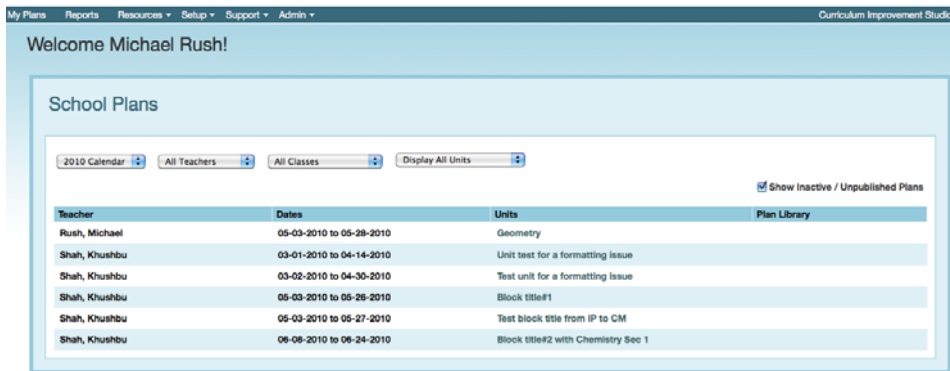 My Plans Reports Resources Setup Support Admin Curriculum Improvement Studio
Welcome Michael Rush!
School Plans
2010 Calendar All Teachers All Classes Display All Units
Show Inactive / Unpublished Plans
Teacher Dates Units Plan Library
Rush, Michael 05-03-2010 to 05-28-2010 Geometry
Shah, Khushbu 03-01-2010 to 04-14-2010 Unit test for a formatting issue
Shah, Khushbu 03-02-2010 to 04-30-2010 Test unit for a formatting issue
Shah, Khushbu 05-03-2010 to 05-26-2010 Block title#1
Shah, Khushbu 05-03-2010 to 05-27-2010 Test block title from IP to CM
Shah, Khushbu 06-08-2010 to 06-24-2010 Block title#2 with Chemistry Sec 1